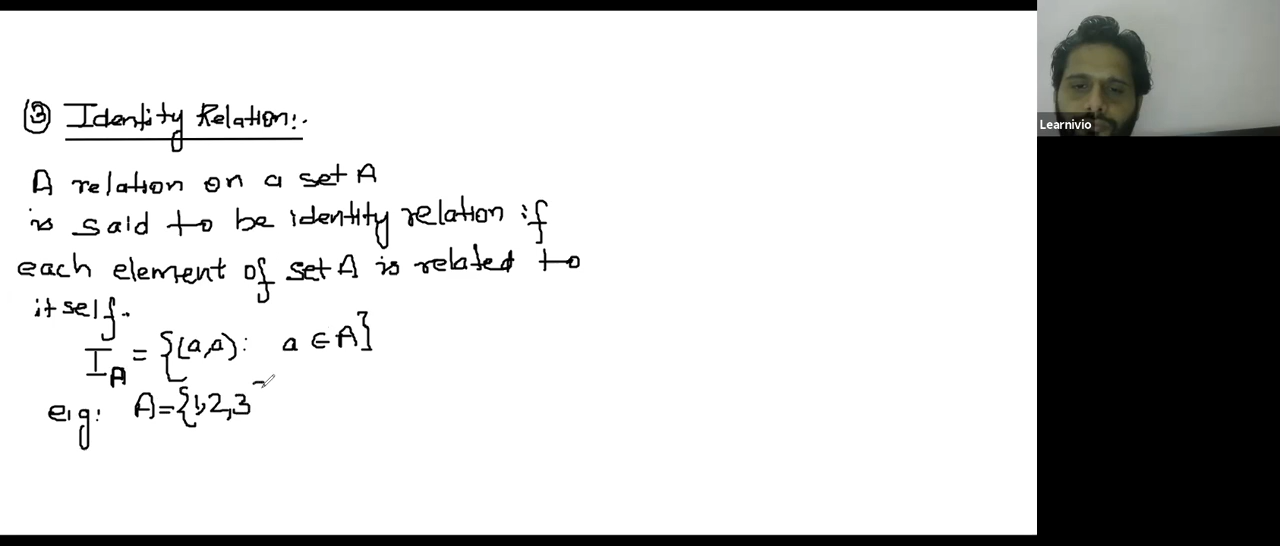 ③ Identity Relation:.
A relation on a set A
is said to be identity relation if
each element of set A is related to
itself.
I_A = {(a,a): a ∈ A}
e.g: A={1,2,3
Learnivio